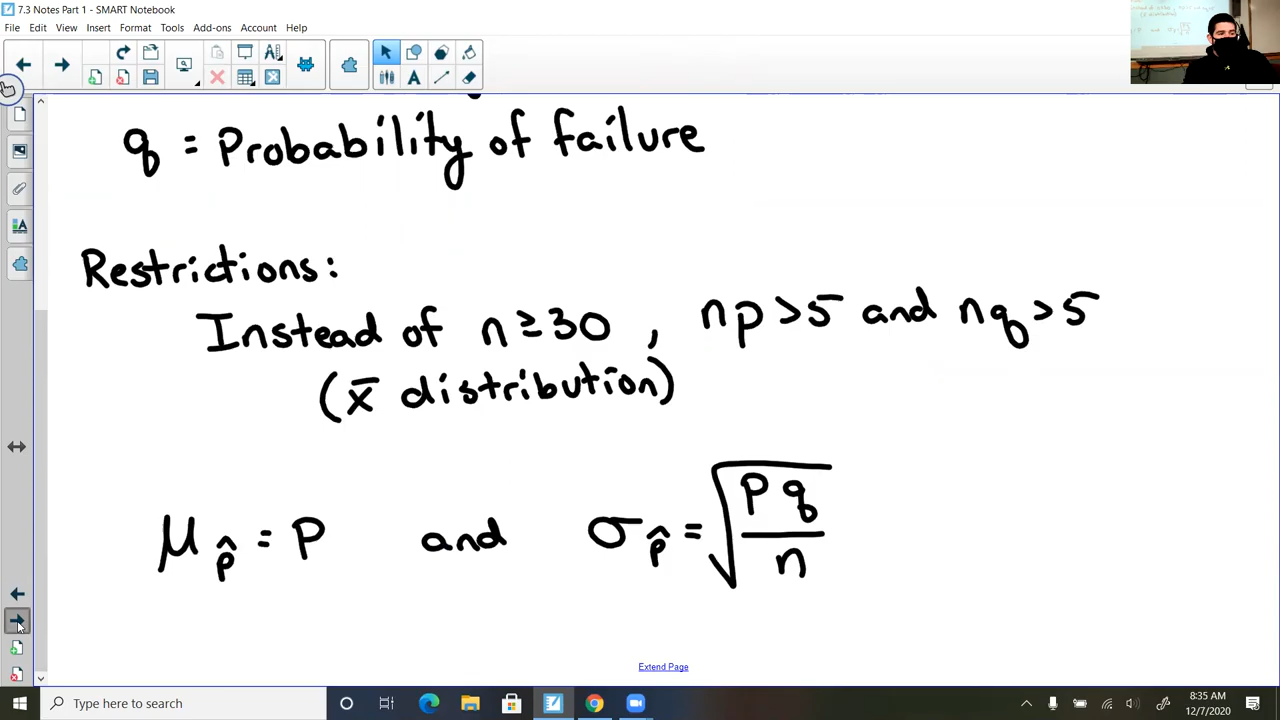 7.3 Notes Part 1 - SMART Notebook
File Edit View Insert Format Tools Add-ons Account Help
q = Probability of failure
Restrictions:
Instead of n ≥ 30 , np > 5 and nq > 5
(x̄ distribution)
μ p̂ = P and σ p̂ = √(pq/n)
Extend Page
Type here to search
8:35 AM
12/7/2020